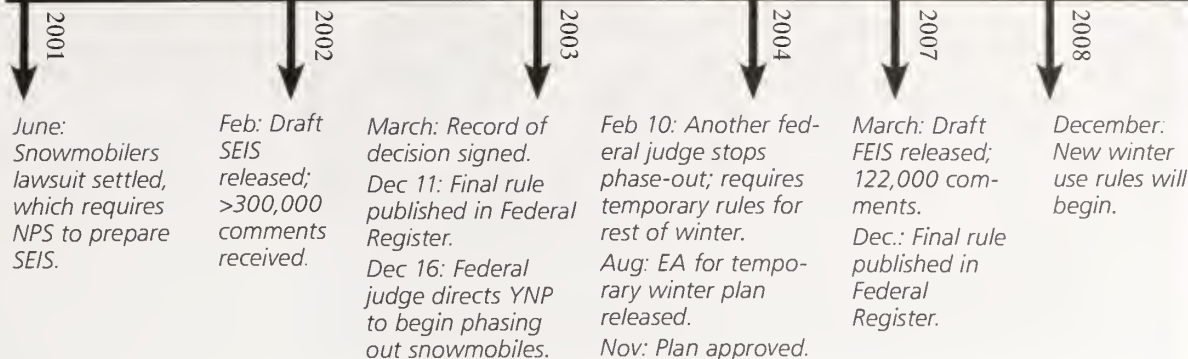 2001
June:
Snowmobilers
lawsuit settled,
which requires
NPS to prepare
SEIS.
2002
Feb: Draft
SEIS
released;
>300,000
comments
received.
2003
March: Record of
decision signed.
Dec 11: Final rule
published in Federal
Register.
Dec 16: Federal
judge directs YNP
to begin phasing
out snowmobiles.
2004
Feb 10: Another fed-
eral judge stops
phase-out; requires
temporary rules for
rest of winter.
Aug: EA for tempo-
rary winter plan
released.
Nov: Plan approved.
2007
March: Draft
FEIS released;
122,000 com-
ments.
Dec.: Final rule
published in
Federal
Register.
2008
December:
New winter
use rules will
begin.